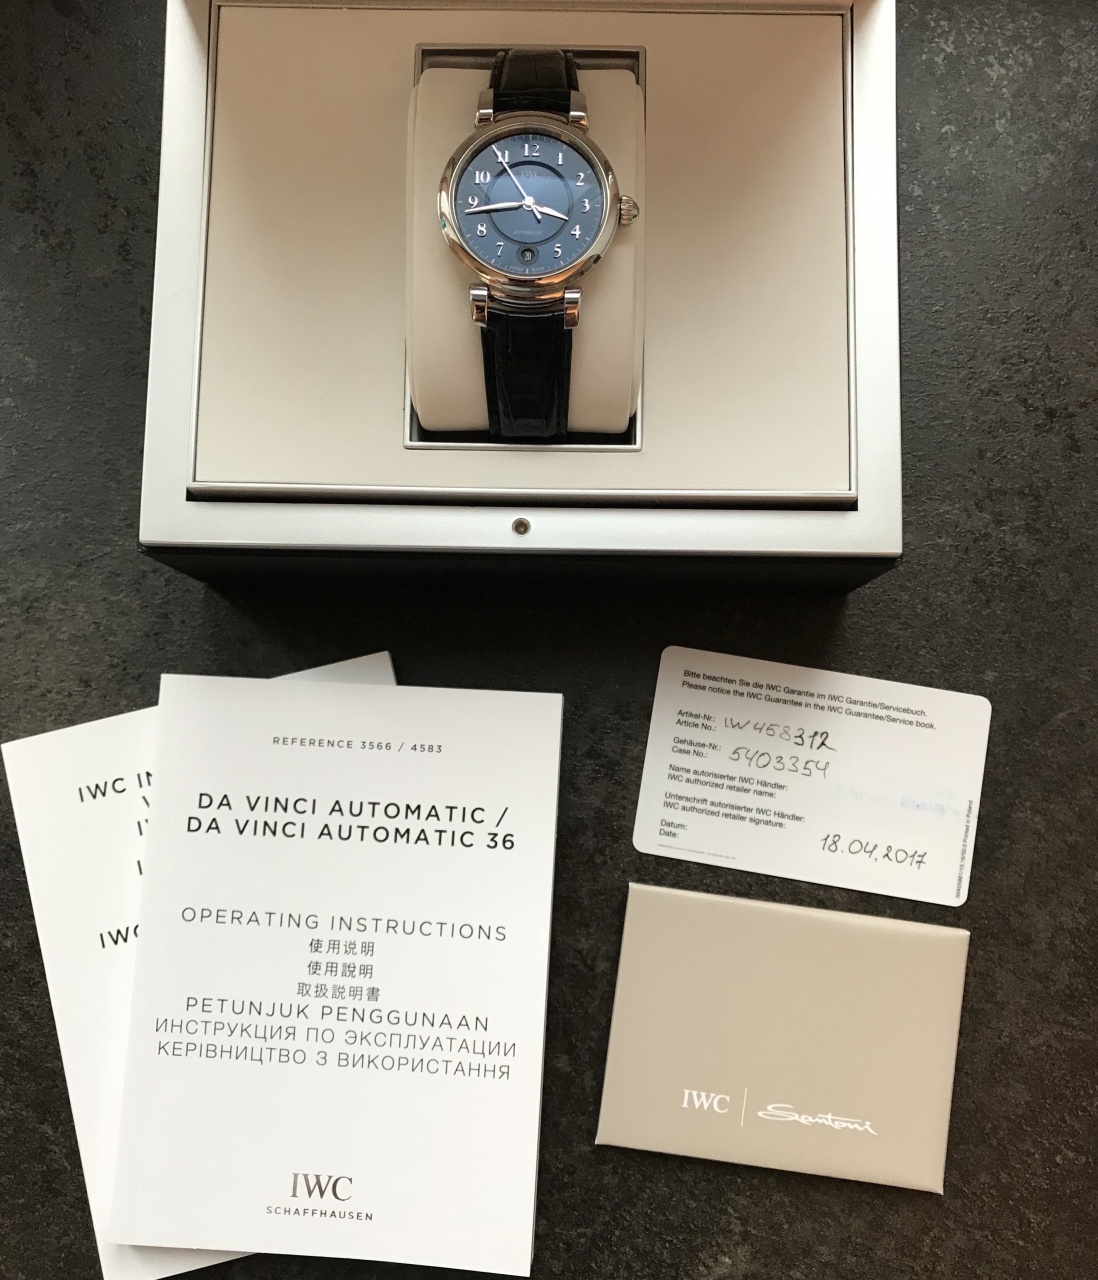 12
1
2
3
4
5
7
8
9
10
11
IWC
AUTOMATIC
20
Bitte beachten Sie die IWC Garantie im IWC Garantie/Servicebuch.
Please notice the IWC Guarantee in the IWC Guarantee/Service book.
Artikel-Nr.:
Article No.: IW458312
Gehäuse-Nr.:
Case No.: 5403354
Name autorisierter IWC Händler:
IWC authorized retailer name:
Unterschrift autorisierter IWC Händler:
IWC authorized retailer signature:
Datum:
Date: 18.04.2017
IWC
REFERENCE 3566 / 4583
DA VINCI AUTOMATIC /
DA VINCI AUTOMATIC 36
OPERATING INSTRUCTIONS
使用说明
使用說明
取扱説明書
PETUNJUK PENGGUNAAN
ИНСТРУКЦИЯ ПО ЭКСПЛУАТАЦИИ
КЕРІВНИЦТВО З ВИКОРИСТАННЯ
IWC
SCHAFFHAUSEN
IWC | Santoni